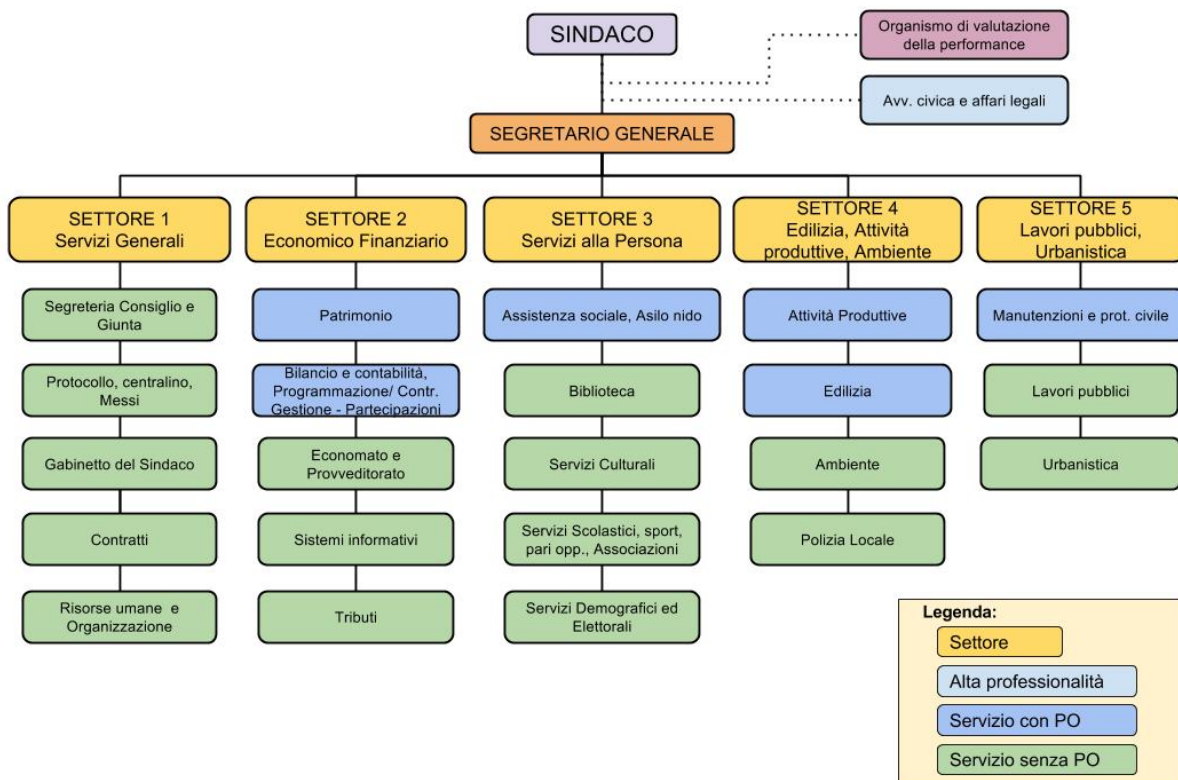 SINDACO
Organismo di valutazione
della performance
Avv. civica e affari legali
SEGRETARIO GENERALE
SETTORE 1
Servizi Generali
SETTORE 2
Economico Finanziario
SETTORE 3
Servizi alla Persona
SETTORE 4
Edilizia, Attività
produttive, Ambiente
SETTORE 5
Lavori pubblici,
Urbanistica
Segreteria Consiglio e
Giunta
Protocollo, centralino,
Messi
Gabinetto del Sindaco
Contratti
Risorse umane e
Organizzazione
Patrimonio
Bilancio e contabilità,
Programmazione/ Contr.
Gestione - Partecipazioni
Economato e
Provveditorato
Sistemi informativi
Tributi
Assistenza sociale, Asilo nido
Biblioteca
Servizi Culturali
Servizi Scolastici, sport,
pari opp., Associazioni
Servizi Demografici ed
Elettorali
Attività Produttive
Edilizia
Ambiente
Polizia Locale
Manutenzioni e prot. civile
Lavori pubblici
Urbanistica
Legenda:
Settore
Alta professionalità
Servizio con PO
Servizio senza PO